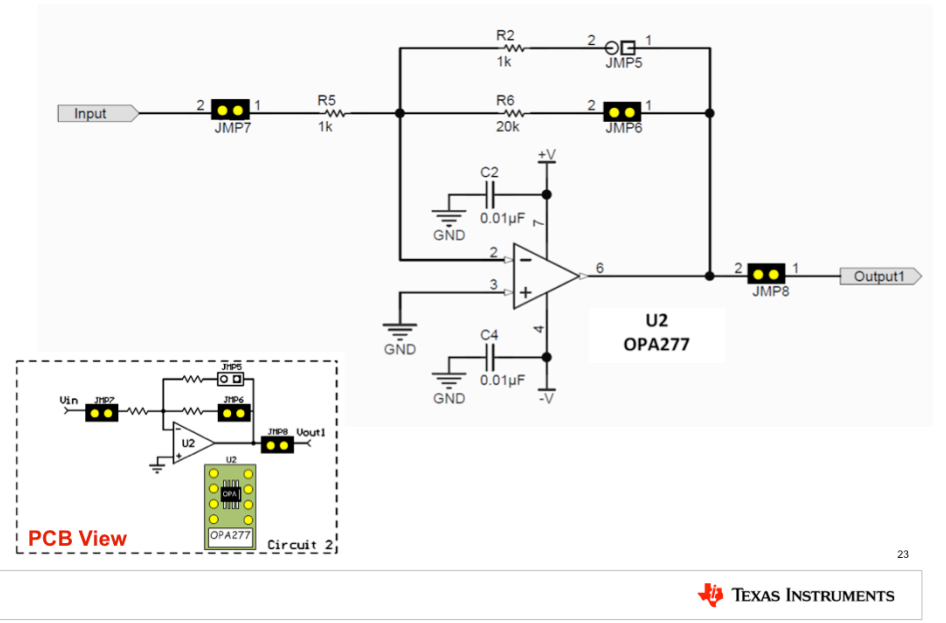 R2
2
1
1k
JMP5
Input
2
1
JMP7
R5
1k
R6
20k
2
1
JMP6
+V
C2
0.01µF
GND
7
2
3
6
GND
4
C4
0.01µF
GND
-V
2
1
JMP8
Output1
U2
OPA277
JMP5
Vin
JMP7
JMP6
U2
JMP8
Vout1
U2
OPA
OPA277
PCB View
Circuit 2
23
TEXAS INSTRUMENTS